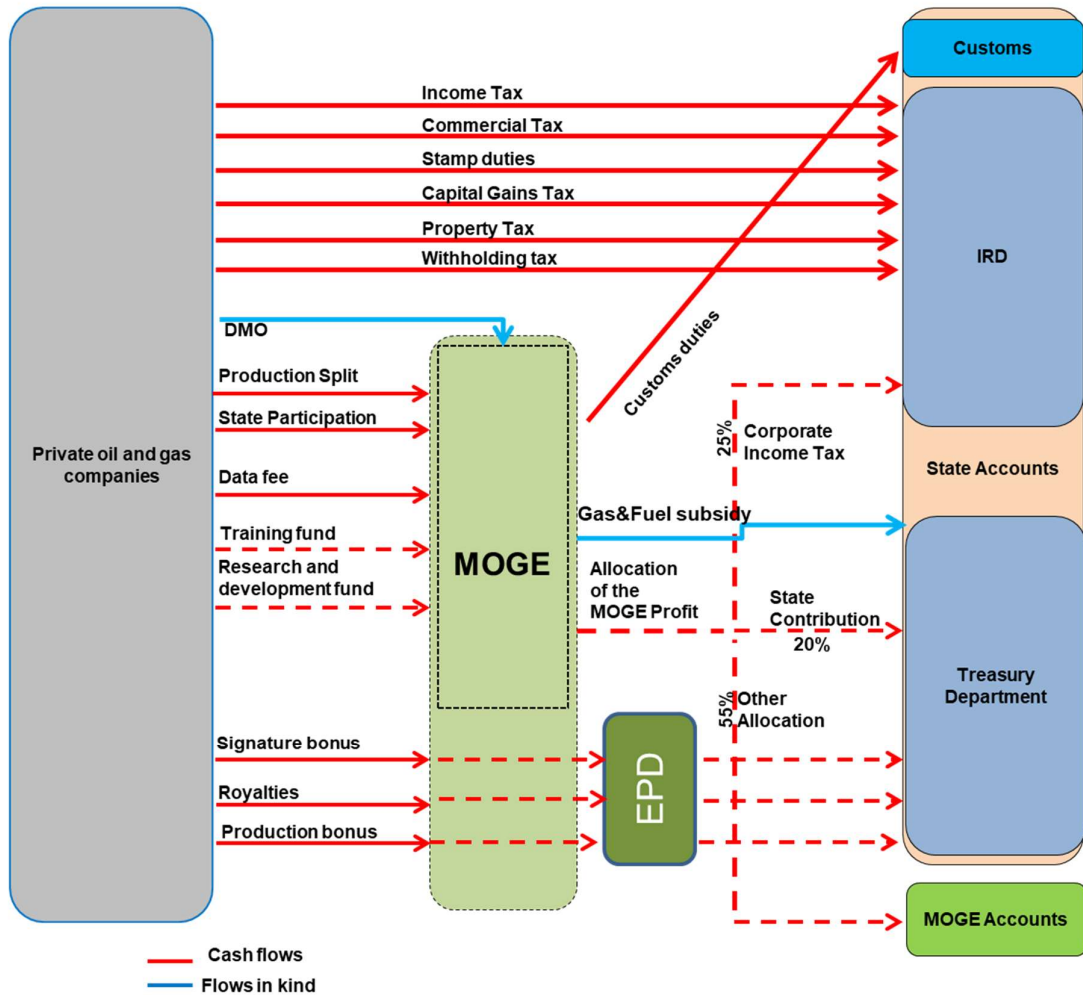 Customs
Income Tax
Commercial Tax
Stamp duties
Capital Gains Tax
Property Tax
Withholding tax
IRD
DMO
Production Split
State Participation
Data fee
Training fund
Research and
development fund
Private oil and gas
companies
MOGE
Customs duties
25%
Corporate
Income Tax
State Accounts
Gas&Fuel subsidy
Allocation
of the
MOGE Profit
State
Contribution
20%
Treasury
Department
55%
Other
Allocation
Signature bonus
Royalties
Production bonus
EPD
MOGE Accounts
Cash flows
Flows in kind